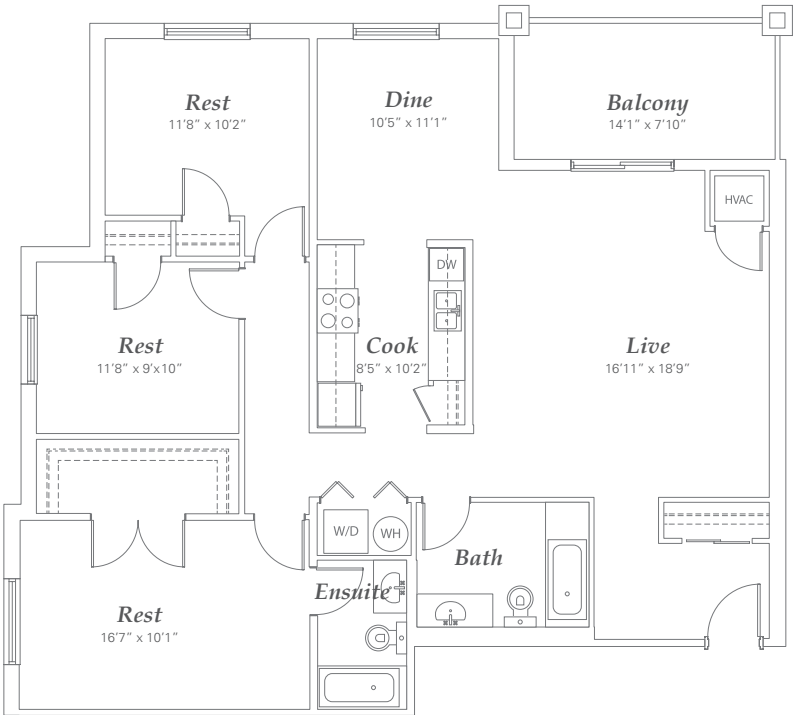 Rest
11'8" x 10'2"
Dine
10'5" x 11'1"
Balcony
14'1" x 7'10"
HVAC
DW
Rest
11'8" x 9'x10"
Cook
8'5" x 10'2"
Live
16'11" x 18'9"
W/D
WH
Bath
Ensuite
Rest
16'7" x 10'1"